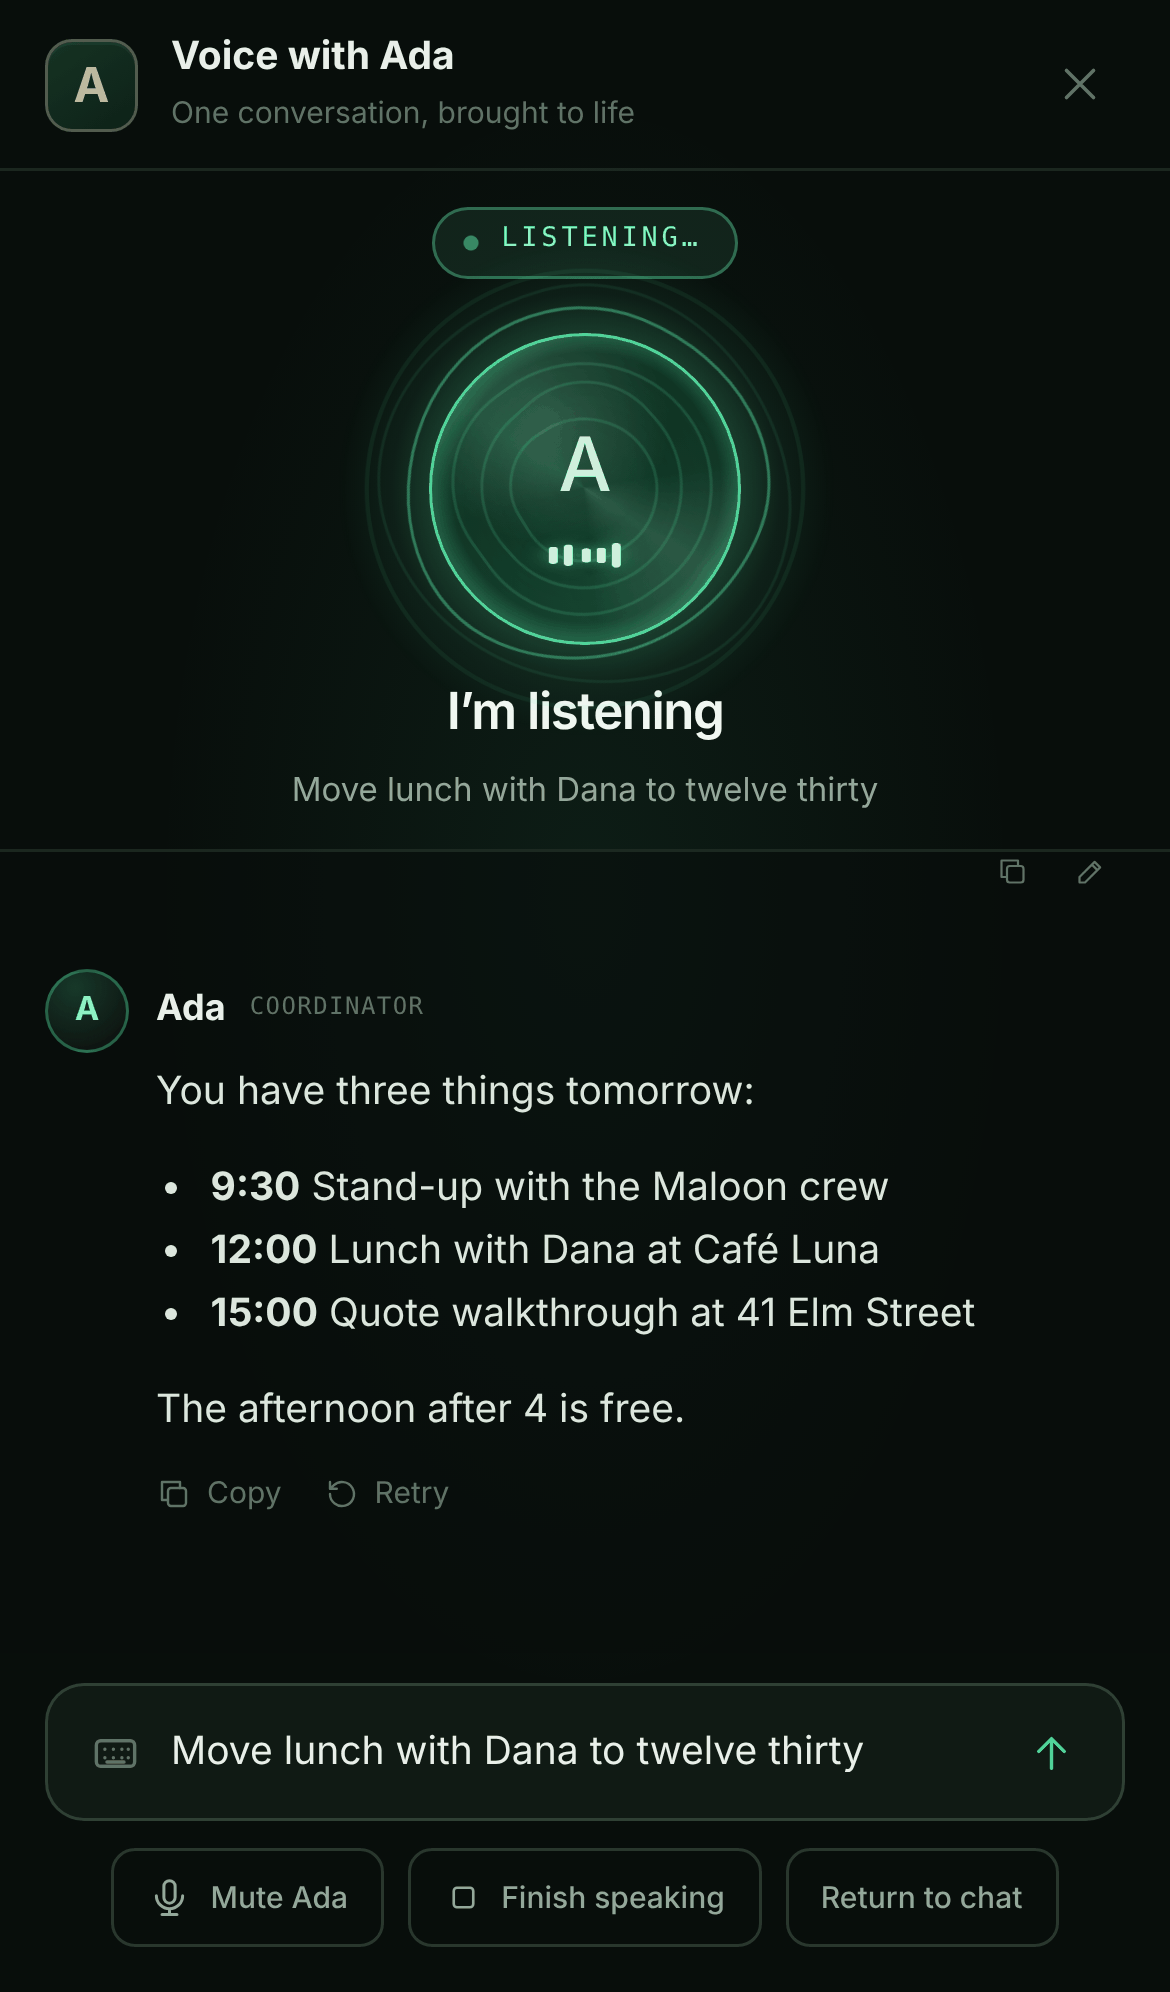 A
Voice with Ada
One conversation, brought to life
LISTENING…
A
I’m listening
Move lunch with Dana to twelve thirty
A
Ada COORDINATOR
You have three things tomorrow:
• 9:30 Stand-up with the Maloon crew
• 12:00 Lunch with Dana at Café Luna
• 15:00 Quote walkthrough at 41 Elm Street
The afternoon after 4 is free.
Copy Retry
Move lunch with Dana to twelve thirty
Mute Ada Finish speaking Return to chat